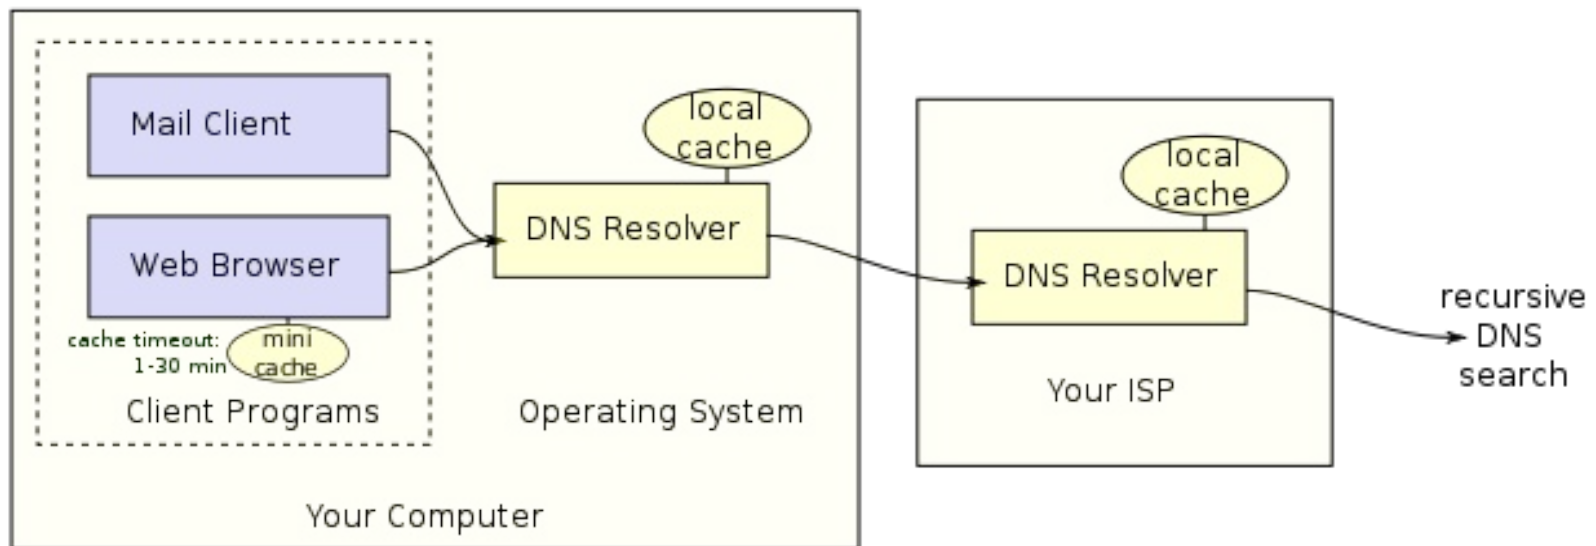 Mail Client
Web Browser
cache timeout:
1-30 min
mini
cache
Client Programs
local
cache
DNS Resolver
Operating System
Your Computer
local
cache
DNS Resolver
Your ISP
recursive
DNS
search